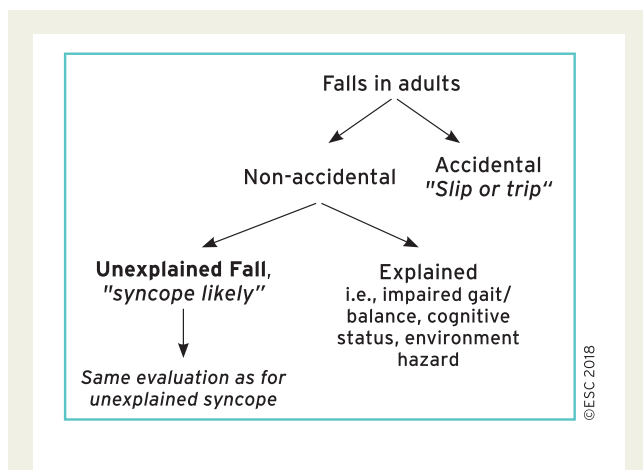 Falls in adults
Non-accidental
Accidental
"Slip or trip“
Unexplained Fall,
"syncope likely”
Explained
i.e., impaired gait/
balance, cognitive
status, environment
hazard
Same evaluation as for
unexplained syncope
©ESC 2018